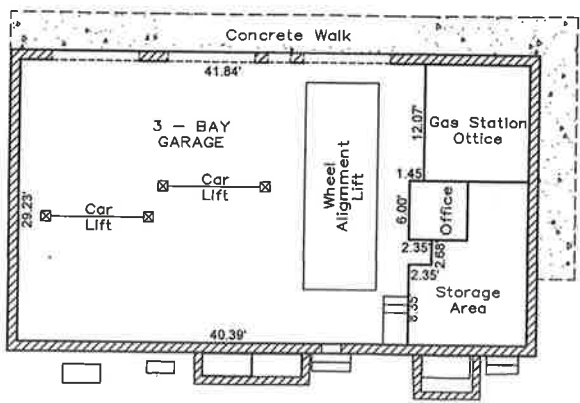 Concrete Walk
41.84'
3 - BAY
GARAGE
12.07'
Gas Station
Ottice
Wheel
Alignment
Lift
1.45'
Car
Lift
6.00'
Office
29.23'
Car
Lift
2.35'
2.68'
2.35'
8.35'
Storage
Area
40.39'